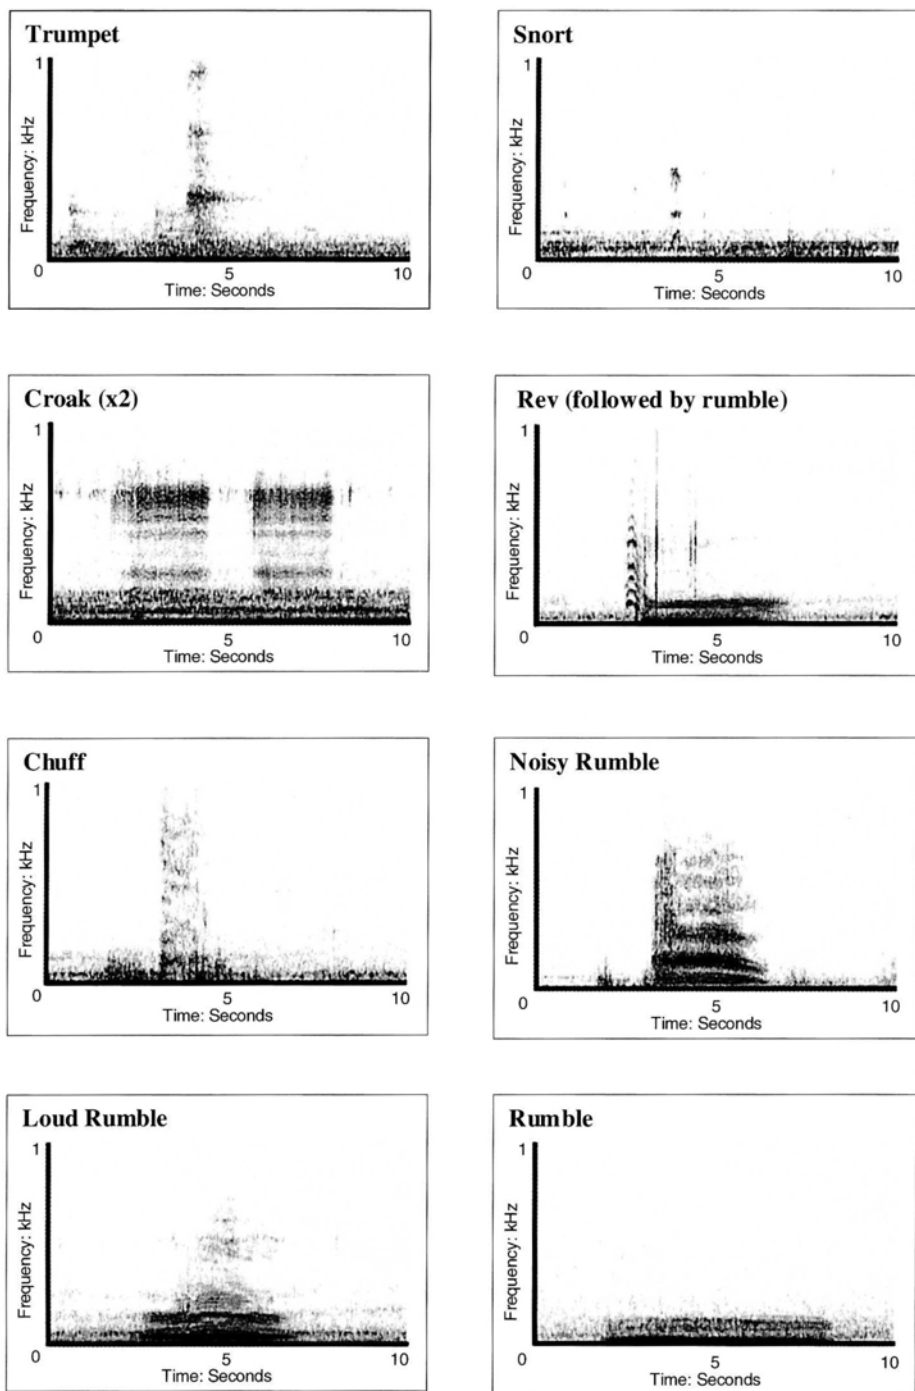 Trumpet
1
Frequency: kHz
0
5
10
Time: Seconds
Snort
1
Frequency: kHz
0
5
10
Time: Seconds
Croak (x2)
1
Frequency: kHz
0
5
10
Time: Seconds
Rev (followed by rumble)
1
Frequency: kHz
0
5
10
Time: Seconds
Chuff
1
Frequency: kHz
0
5
10
Time: Seconds
Noisy Rumble
1
Frequency: kHz
0
5
10
Time: Seconds
Loud Rumble
1
Frequency: kHz
0
5
10
Time: Seconds
Rumble
1
Frequency: kHz
0
5
10
Time: Seconds